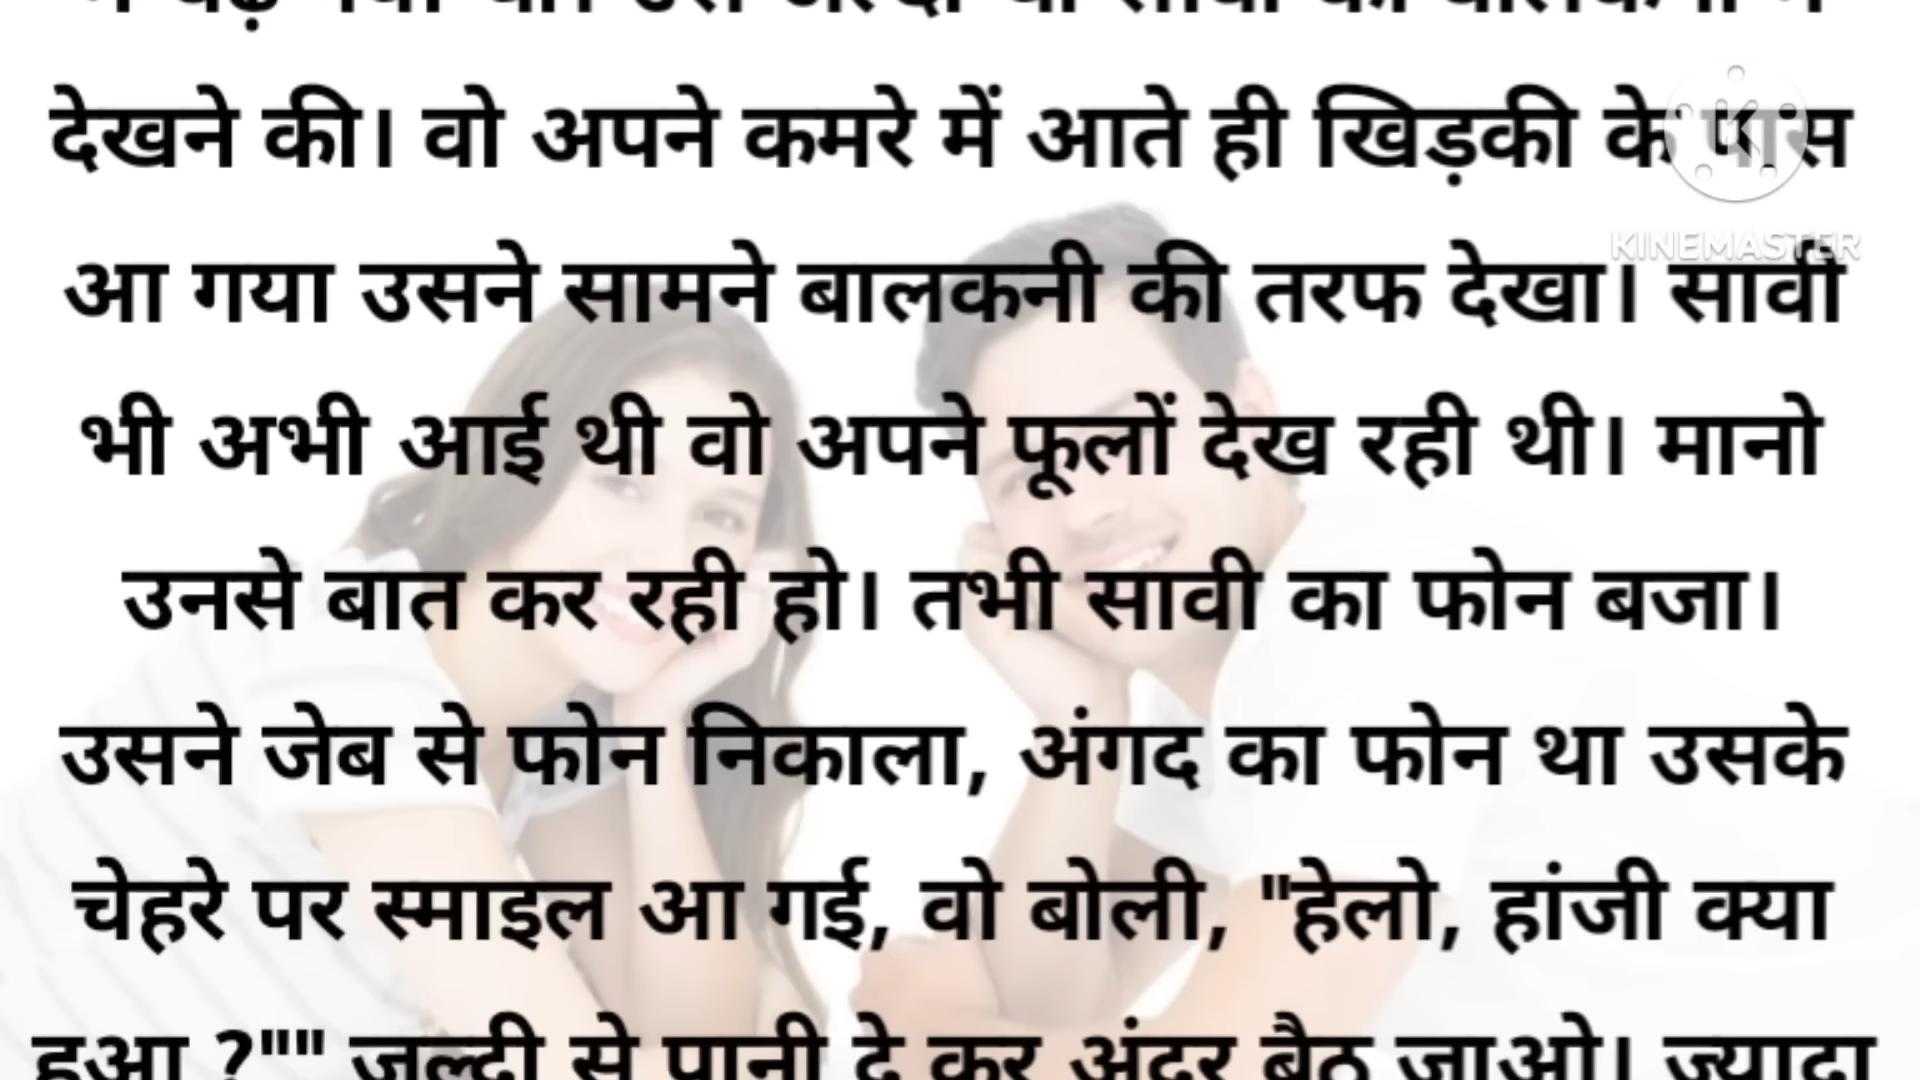 देखने की। वो अपने कमरे में आते ही खिड़की के पास
KINEMASTER
आ गया उसने सामने बालकनी की तरफ देखा। सावी
भी अभी आई थी वो अपने फूलों देख रही थी। मानो
उनसे बात कर रही हो। तभी सावी का फोन बजा।
उसने जेब से फोन निकाला, अंगद का फोन था उसके
चेहरे पर स्माइल आ गई, वो बोली, "हेलो, हांजी क्या
हुआ ?"" जल्दी से पानी दे कर अंदर बैठ जाओ। ज्यादा